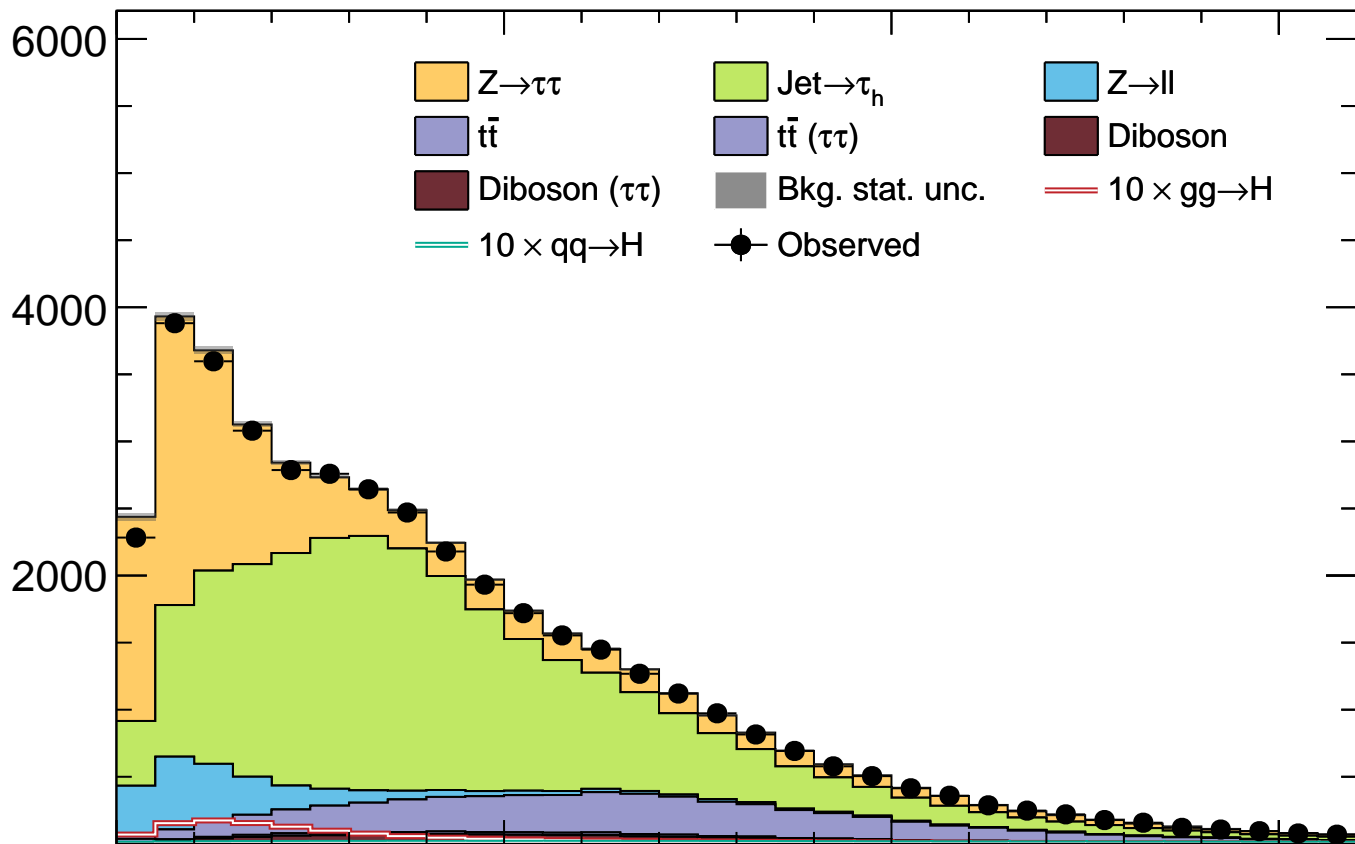 6000
Z→ττ Jet→τh Z→ll
tt̄ tt̄ (ττ) Diboson
Diboson (ττ) Bkg. stat. unc. 10 × gg→H
10 × qq→H Observed
4000
2000